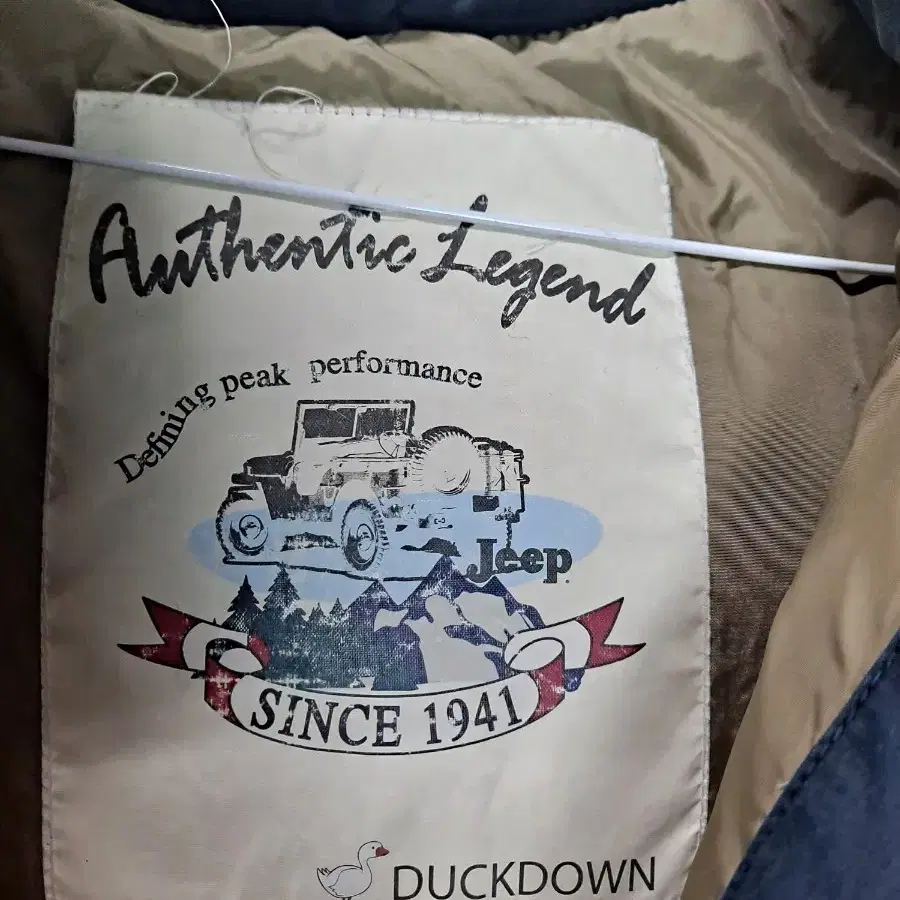 Authentic Legend
Defining peak performance
Jeep
SINCE 1941
DUCKDOWN